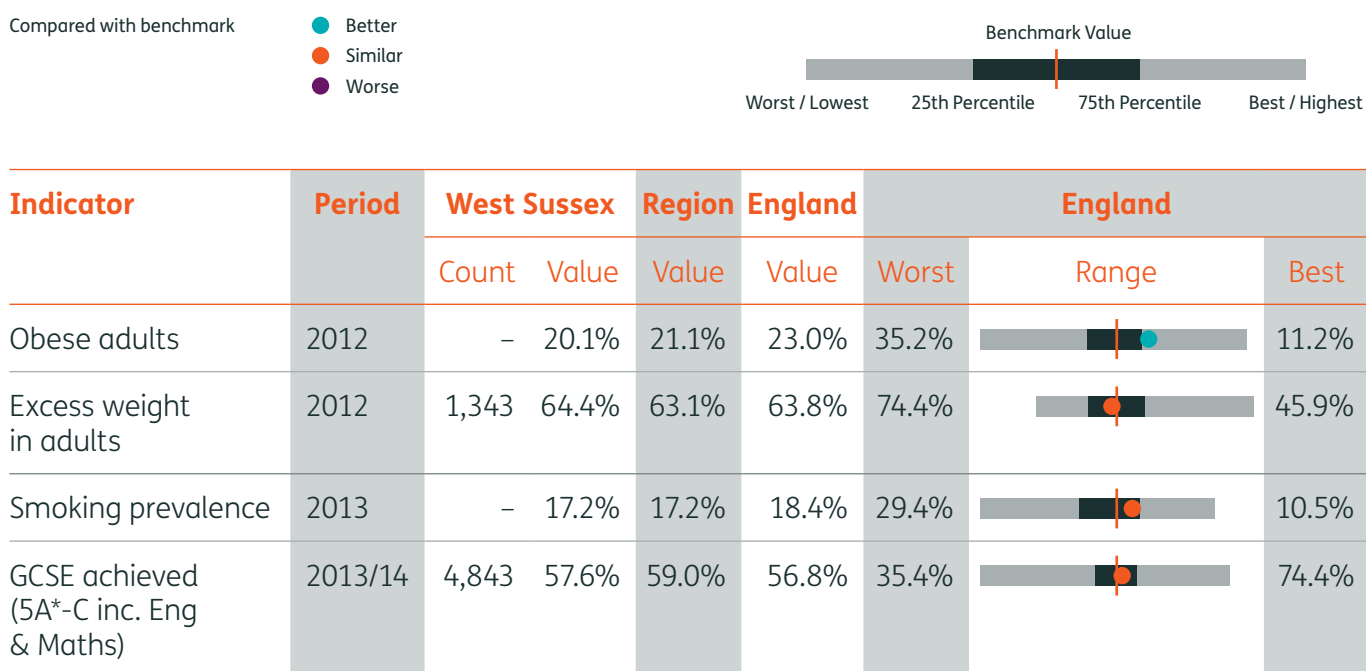 Compared with benchmark
Better
Similar
Worse
Benchmark Value
Worst / Lowest 25th Percentile 75th Percentile Best / Highest
Indicator Period West Sussex Region England England
Count Value Value Value Worst Range Best
Obese adults 2012 – 20.1% 21.1% 23.0% 35.2% 11.2%
Excess weight 2012 1,343 64.4% 63.1% 63.8% 74.4% 45.9%
in adults
Smoking prevalence 2013 – 17.2% 17.2% 18.4% 29.4% 10.5%
GCSE achieved 2013/14 4,843 57.6% 59.0% 56.8% 35.4% 74.4%
(5A*-C inc. Eng
& Maths)